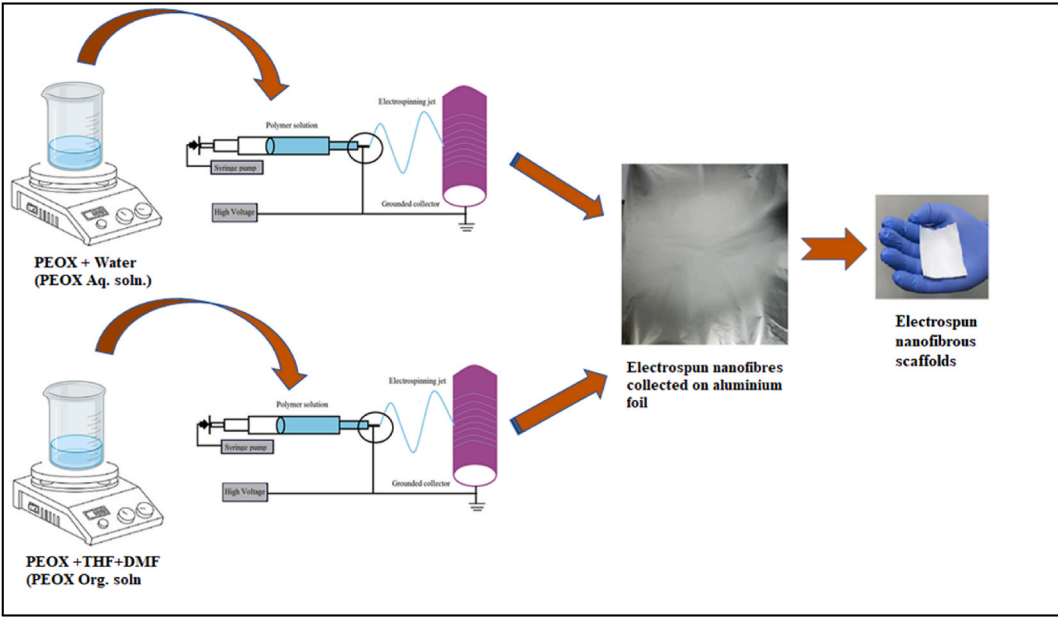 Electrospinning jet
Polymer solution
Syringe pump
High Voltage
Grounded collector
PEOX + Water
(PEOX Aq. soln.)
Electrospun nanofibres
collected on aluminium
foil
Electrospun
nanofibrous
scaffolds
Electrospinning jet
Polymer solution
Syringe pump
High Voltage
Grounded collector
PEOX +THF+DMF
(PEOX Org. soln